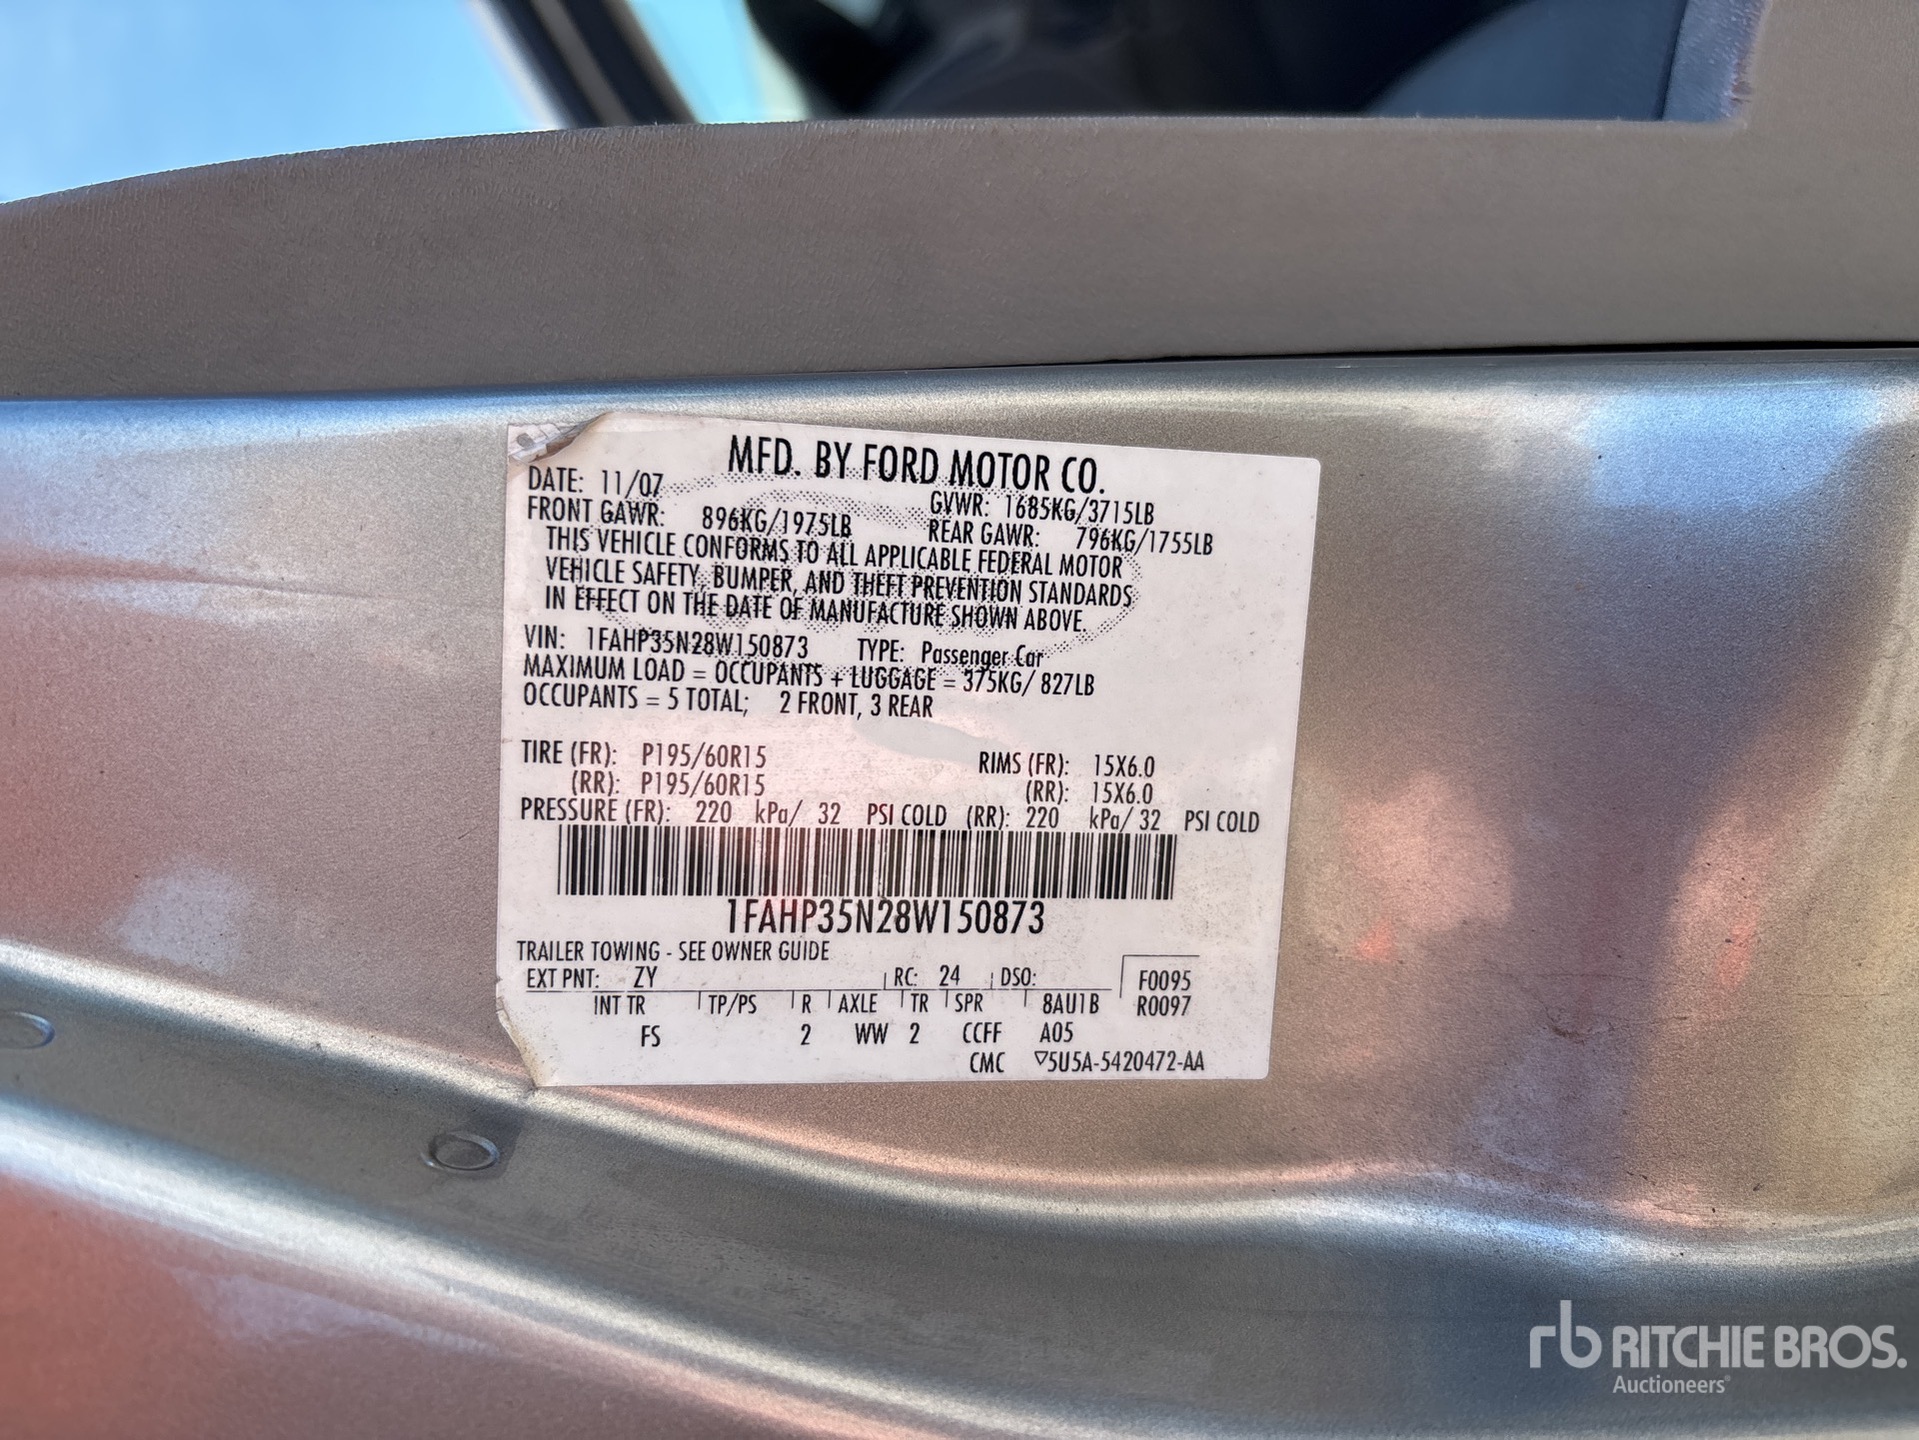 MFD. BY FORD MOTOR CO.
DATE: 11/07 GVWR: 1685KG/3715LB
FRONT GAWR: 896KG/1975LB REAR GAWR: 796KG/1755LB
THIS VEHICLE CONFORMS TO ALL APPLICABLE FEDERAL MOTOR
VEHICLE SAFETY, BUMPER, AND THEFT PREVENTION STANDARDS
IN EFFECT ON THE DATE OF MANUFACTURE SHOWN ABOVE.
VIN: 1FAHP35N28W150873 TYPE: Passenger Car
MAXIMUM LOAD = OCCUPANTS + LUGGAGE = 375KG/ 827LB
OCCUPANTS = 5 TOTAL; 2 FRONT, 3 REAR
TIRE (FR): P195/60R15 RIMS (FR): 15X6.0
(RR): P195/60R15 (RR): 15X6.0
PRESSURE (FR): 220 kPa/ 32 PSI COLD (RR): 220 kPa/ 32 PSI COLD
1FAHP35N28W150873
TRAILER TOWING - SEE OWNER GUIDE
EXT PNT: ZY RC: 24 DSO: F0095
INT TR TP/PS R AXLE TR SPR 8AU1B R0097
FS 2 WW 2 CCFF A05
CMC ▽5U5A-5420472-AA
rb RITCHIE BROS.
Auctioneers®